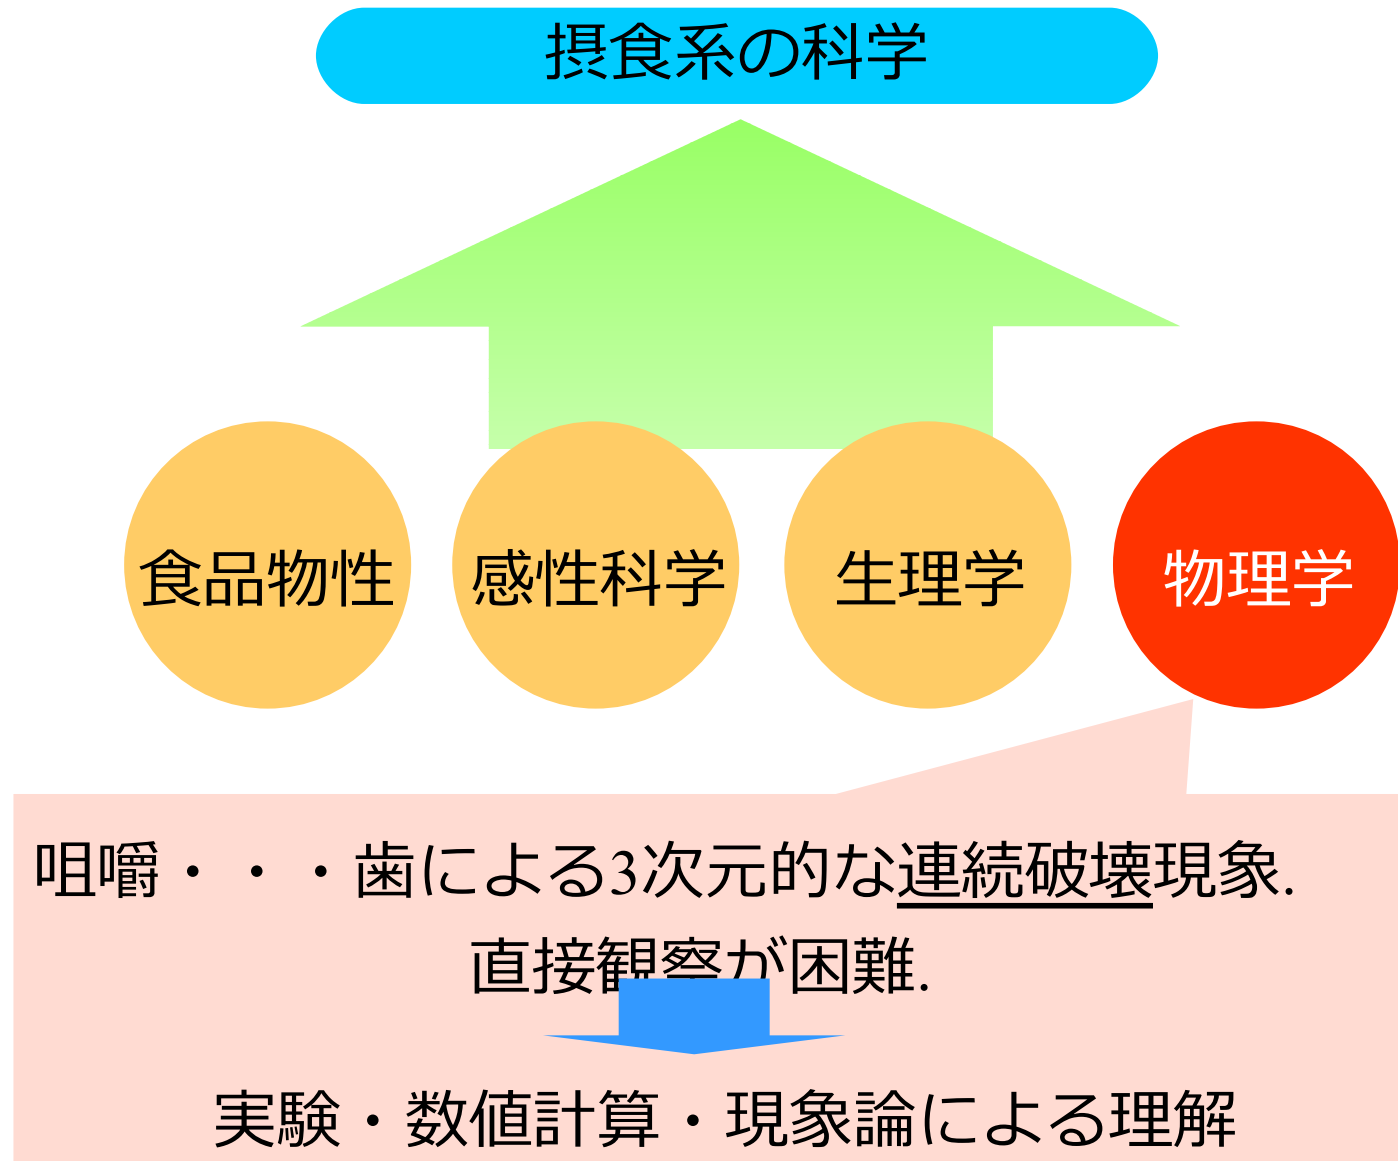 摂食系の科学
食品物性
感性科学
生理学
物理学
咀嚼・・・歯による3次元的な連続破壊現象.
直接観察が困難.
実験・数値計算・現象論による理解